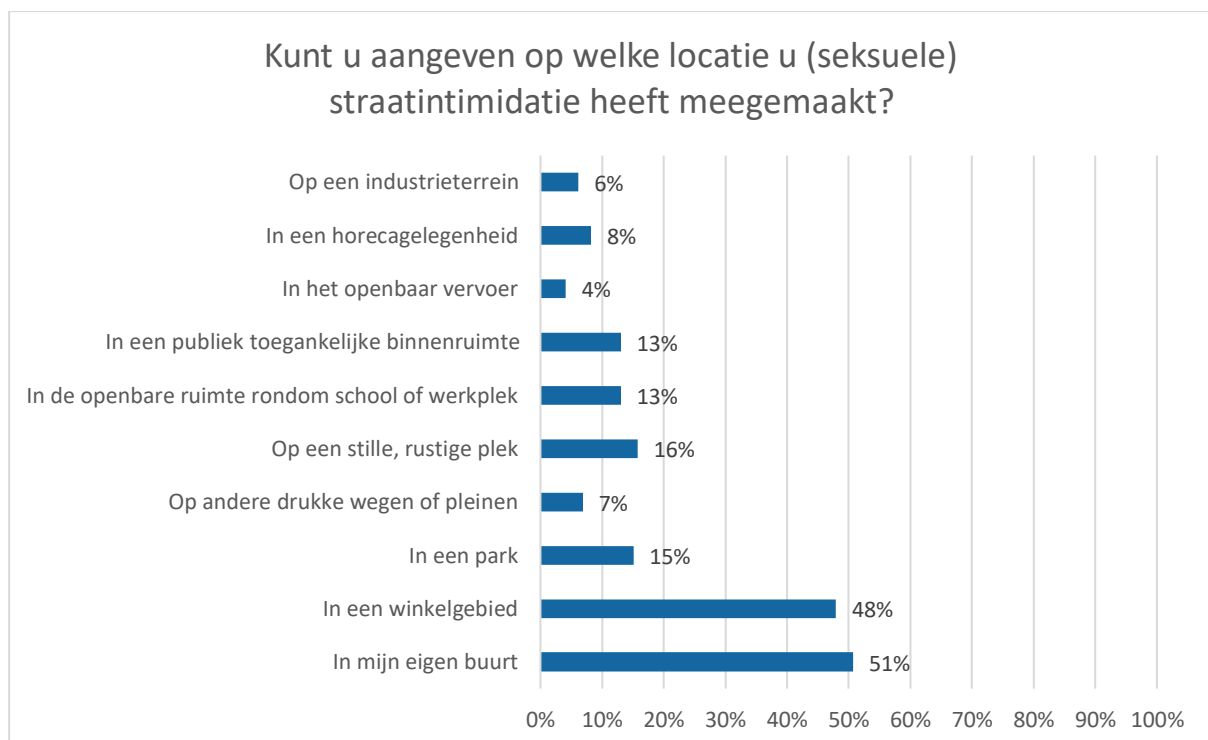 Kunt u aangeven op welke locatie u (seksuele)
straatintimidatie heeft meegemaakt?
Op een industrieterrein 6%
In een horecagelegenheid 8%
In het openbaar vervoer 4%
In een publiek toegankelijke binnenruimte 13%
In de openbare ruimte rondom school of werkplek 13%
Op een stille, rustige plek 16%
Op andere drukke wegen of pleinen 7%
In een park 15%
In een winkelgebied 48%
In mijn eigen buurt 51%
0% 10% 20% 30% 40% 50% 60% 70% 80% 90% 100%